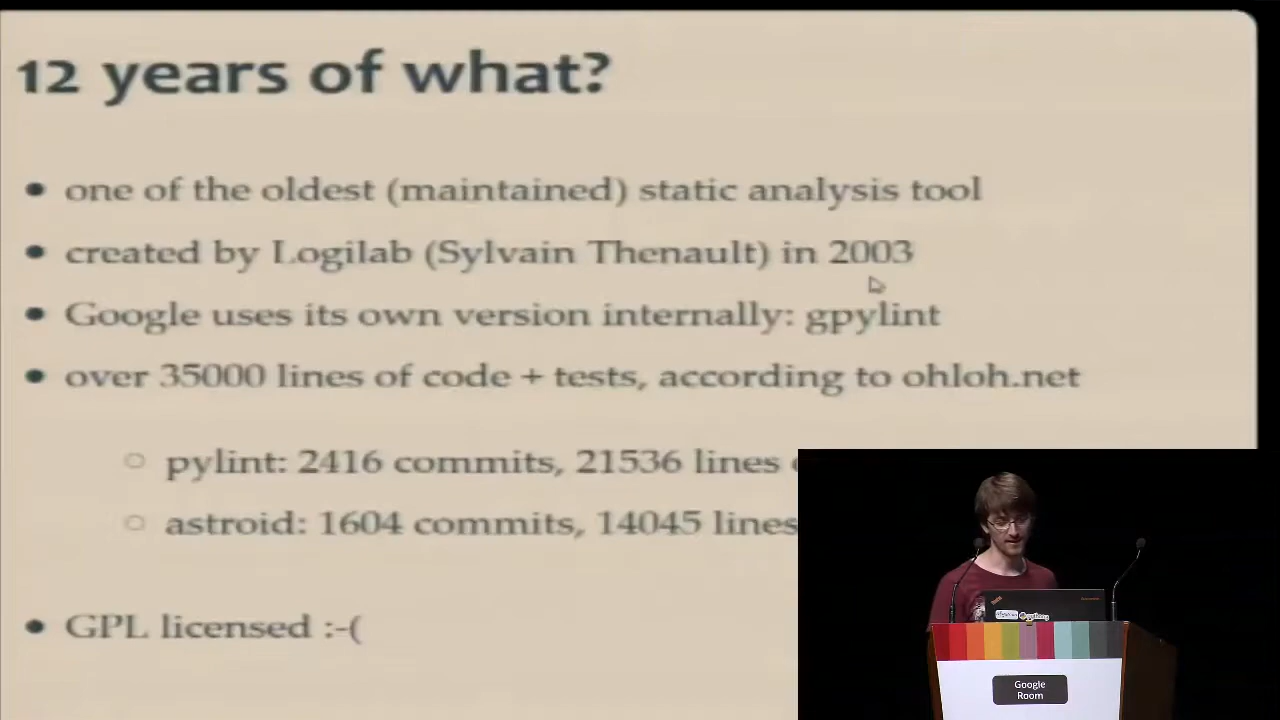 12 years of what?
one of the oldest (maintained) static analysis tool
created by Logilab (Sylvain Thenault) in 2003
Google uses its own version internally: gpylint
over 35000 lines of code + tests, according to ohloh.net
pylint: 2416 commits, 21536 lines
astroid: 1604 commits, 14045 lines
GPL licensed :-(
Google
Room